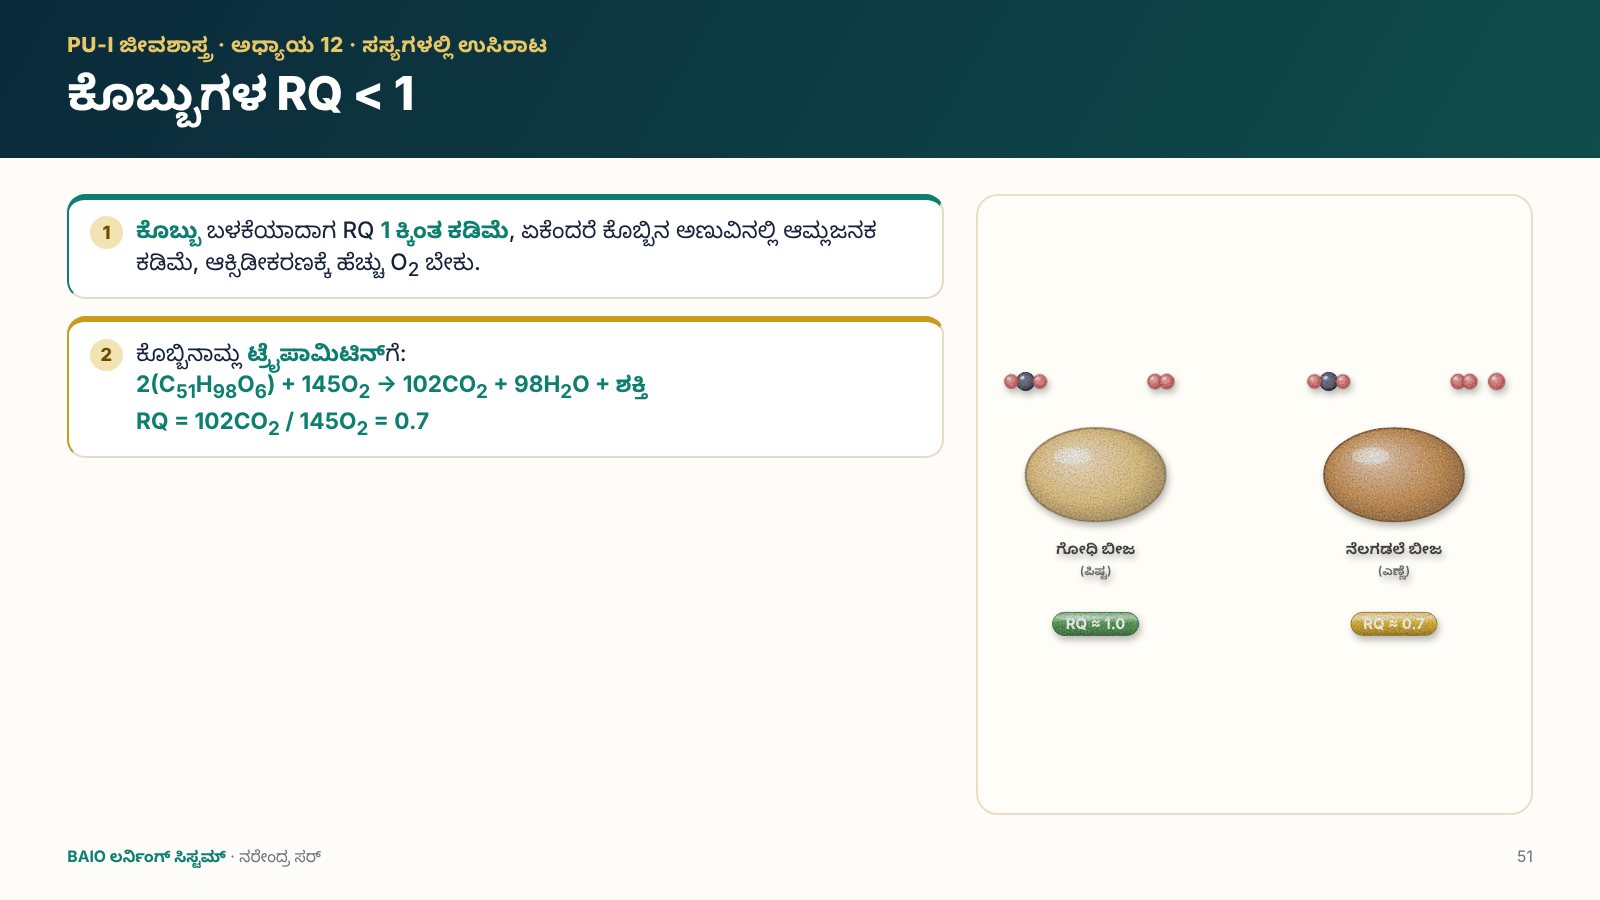 PU-I ಜೀವಶಾಸ್ತ್ರ · ಅಧ್ಯಾಯ 12 · ಸಸ್ಯಗಳಲ್ಲಿ ಉಸಿರಾಟ
ಕೊಬ್ಬುಗಳ RQ < 1
1 ಕೊಬ್ಬು ಬಳಕೆಯಾದಾಗ RQ 1 ಕ್ಕಿಂತ ಕಡಿಮೆ, ಏಕೆಂದರೆ ಕೊಬ್ಬಿನ ಅಣುವಿನಲ್ಲಿ ಆಮ್ಲಜನಕ
ಕಡಿಮೆ, ಆಕ್ಸಿಡೀಕರಣಕ್ಕೆ ಹೆಚ್ಚು O₂ ಬೇಕು.
2 ಕೊಬ್ಬಿನಾಮ್ಲ ಟ್ರೈಪಾಮಿಟಿನ್‌ಗೆ:
2(C₅₁H₉₈O₆) + 145O₂ → 102CO₂ + 98H₂O + ಶಕ್ತಿ
RQ = 102CO₂ / 145O₂ = 0.7
ಗೋಧಿ ಬೀಜ
(ಪಿಷ್ಟ)
RQ ≈ 1.0
ನೆಲಗಡಲೆ ಬೀಜ
(ಎಣ್ಣೆ)
RQ ≈ 0.7
BAIO ಲರ್ನಿಂಗ್ ಸಿಸ್ಟಮ್ · ನರೇಂದ್ರ ಸರ್
51